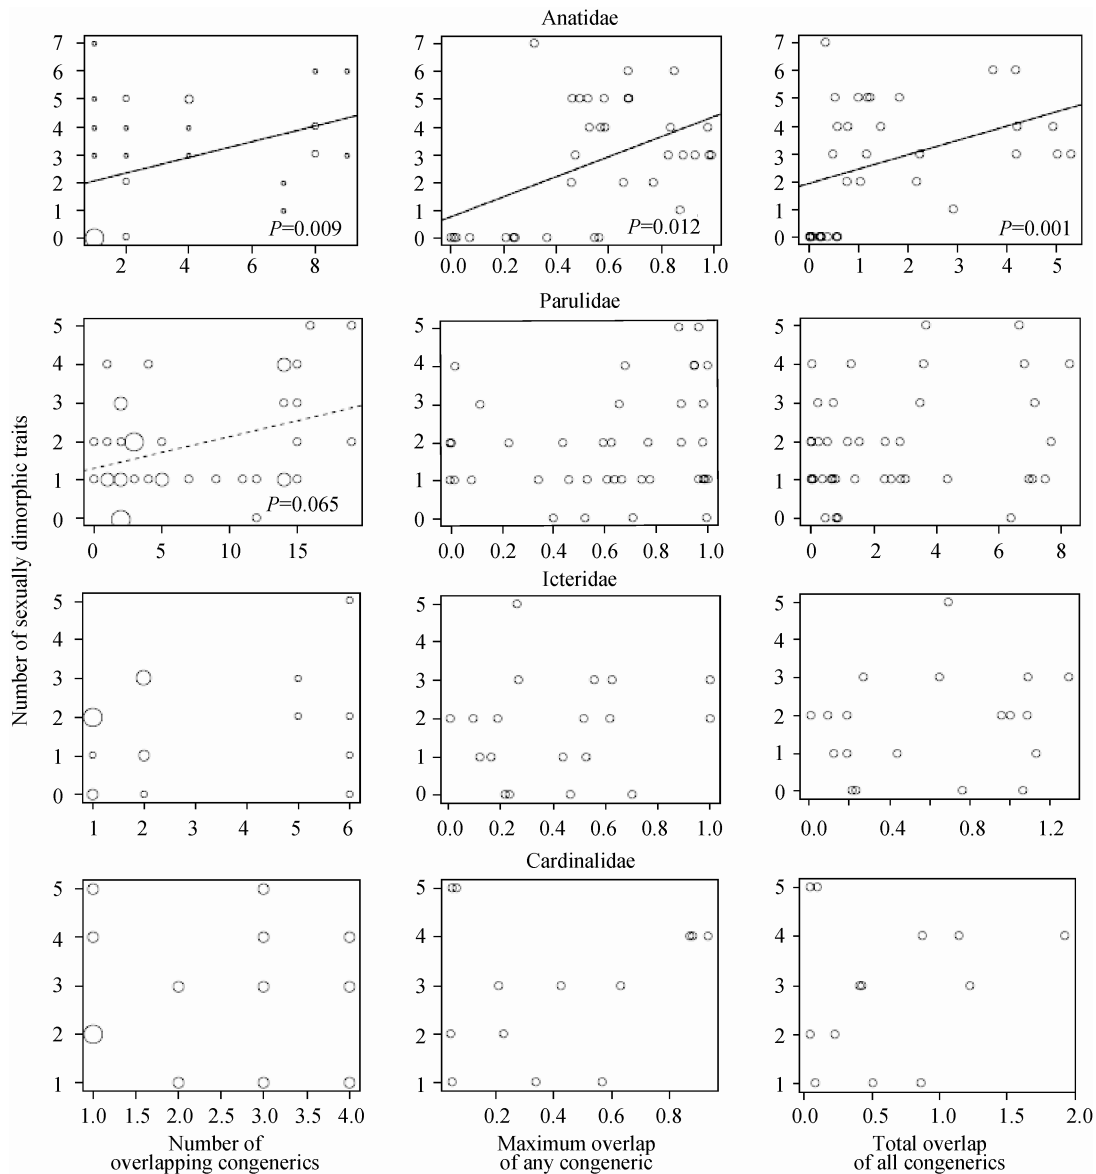 Anatidae
7
6
5
4
3
2
1
0
P=0.009
2 4 6 8
7
6
5
4
3
2
1
0
P=0.012
0.0 0.2 0.4 0.6 0.8 1.0
7
6
5
4
3
2
1
0
P=0.001
0 1 2 3 4 5
Parulidae
5
4
3
2
1
0
P=0.065
0 5 10 15
5
4
3
2
1
0
0.0 0.2 0.4 0.6 0.8 1.0
5
4
3
2
1
0
0 2 4 6 8
Number of sexually dimorphic traits
Icteridae
5
4
3
2
1
0
1 2 3 4 5 6
5
4
3
2
1
0
0.0 0.2 0.4 0.6 0.8 1.0
5
4
3
2
1
0
0.0 0.4 0.8 1.2
Cardinalidae
5
4
3
2
1
1.0 1.5 2.0 2.5 3.0 3.5 4.0
5
4
3
2
1
0.2 0.4 0.6 0.8
5
4
3
2
1
0.0 0.5 1.0 1.5 2.0
Number of
overlapping congenerics
Maximum overlap
of any congeneric
Total overlap
of all congenerics